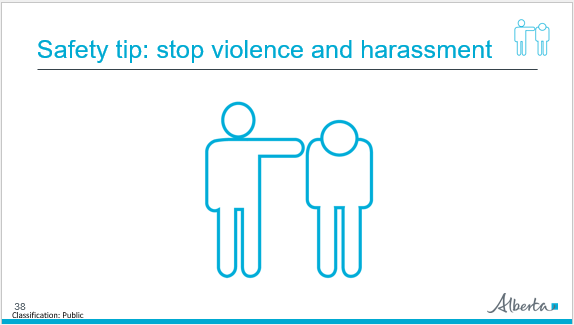 Safety tip: stop violence and harassment
38
Classification: Public
Alberta